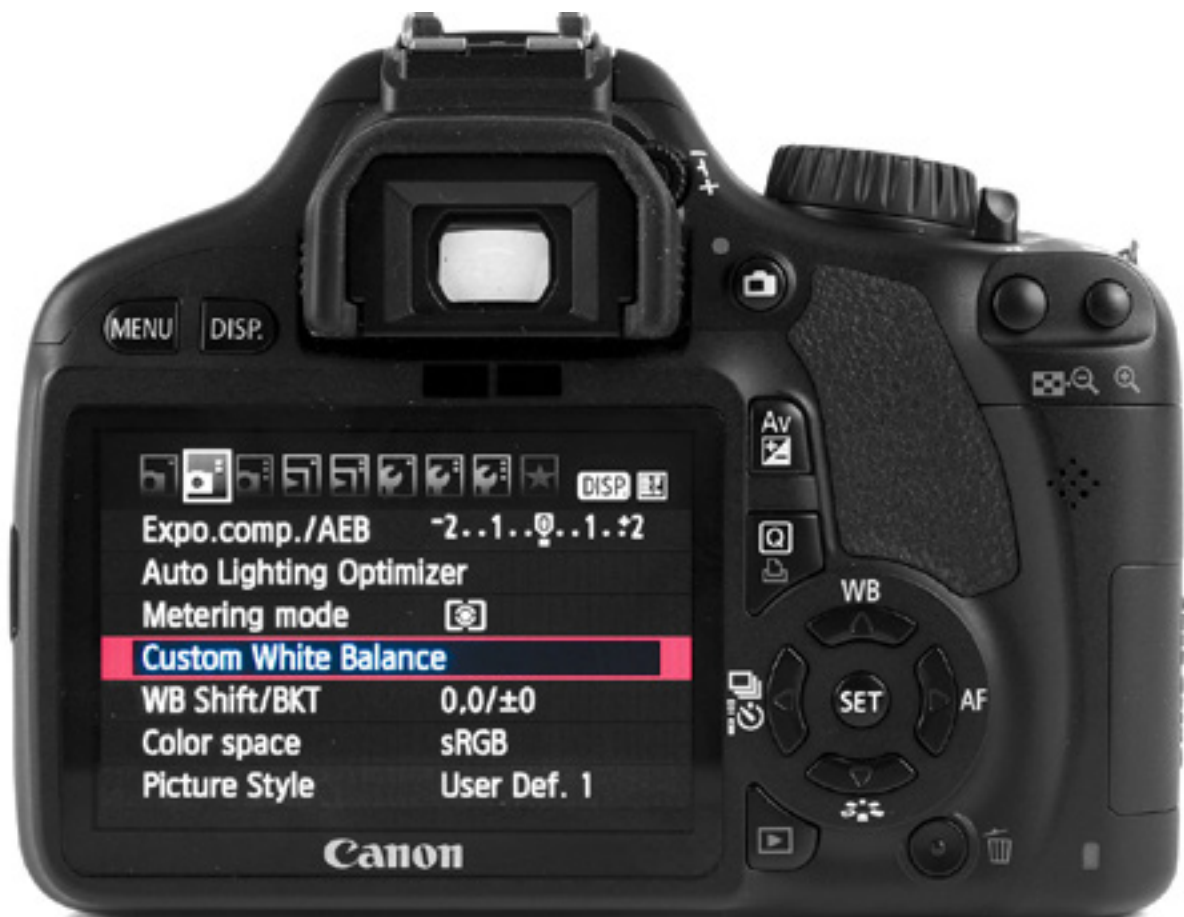 MENU DISP.
Av
Q
DISP.
Expo.comp./AEB -2..1..0..1..+2
Auto Lighting Optimizer
Metering mode
Custom White Balance
WB Shift/BKT 0,0/±0
Color space sRGB
Picture Style User Def. 1
WB
SET AF
Canon